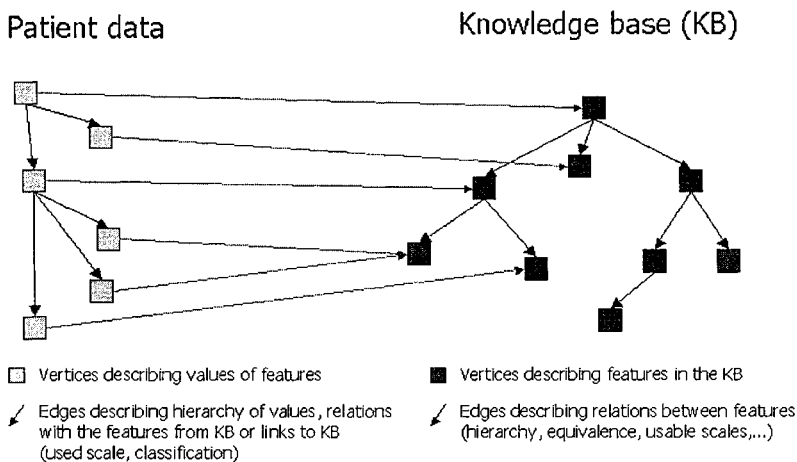 Patient data
Knowledge base (KB)
Vertices describing values of features
Edges describing hierarchy of values, relations
with the features from KB or links to KB
(used scale, classification)
Vertices describing features in the KB
Edges describing relations between features
(hierarchy, equivalence, usable scales,...)